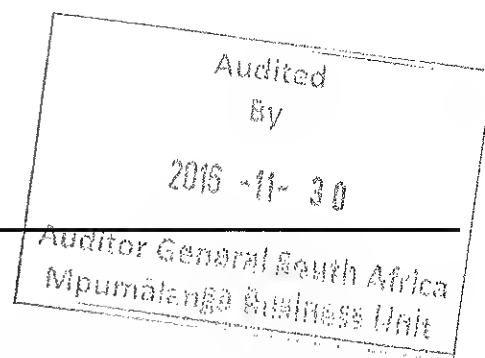 Audited
By
2016 -11- 30
Auditor General South Africa
Mpumalanga Business Unit